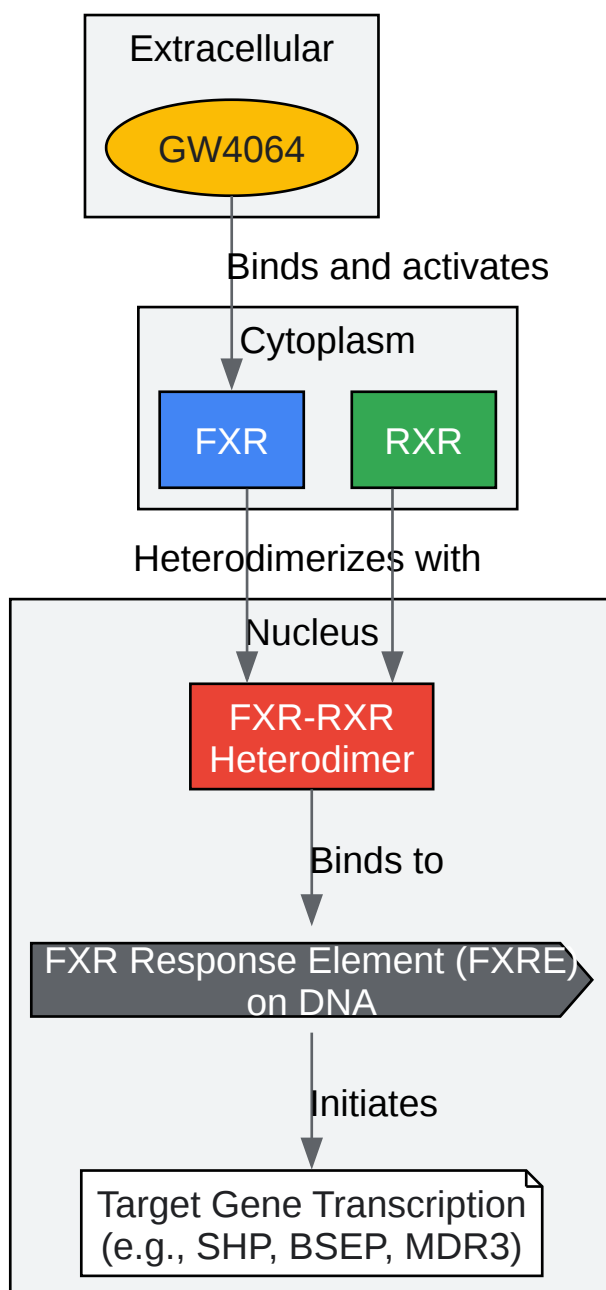 Extracellular
GW4064
Binds and activates
Cytoplasm
FXR
RXR
Heterodimerizes with
Nucleus
FXR-RXR
Heterodimer
Binds to
FXR Response Element (FXRE)
on DNA
Initiates
Target Gene Transcription
(e.g., SHP, BSEP, MDR3)